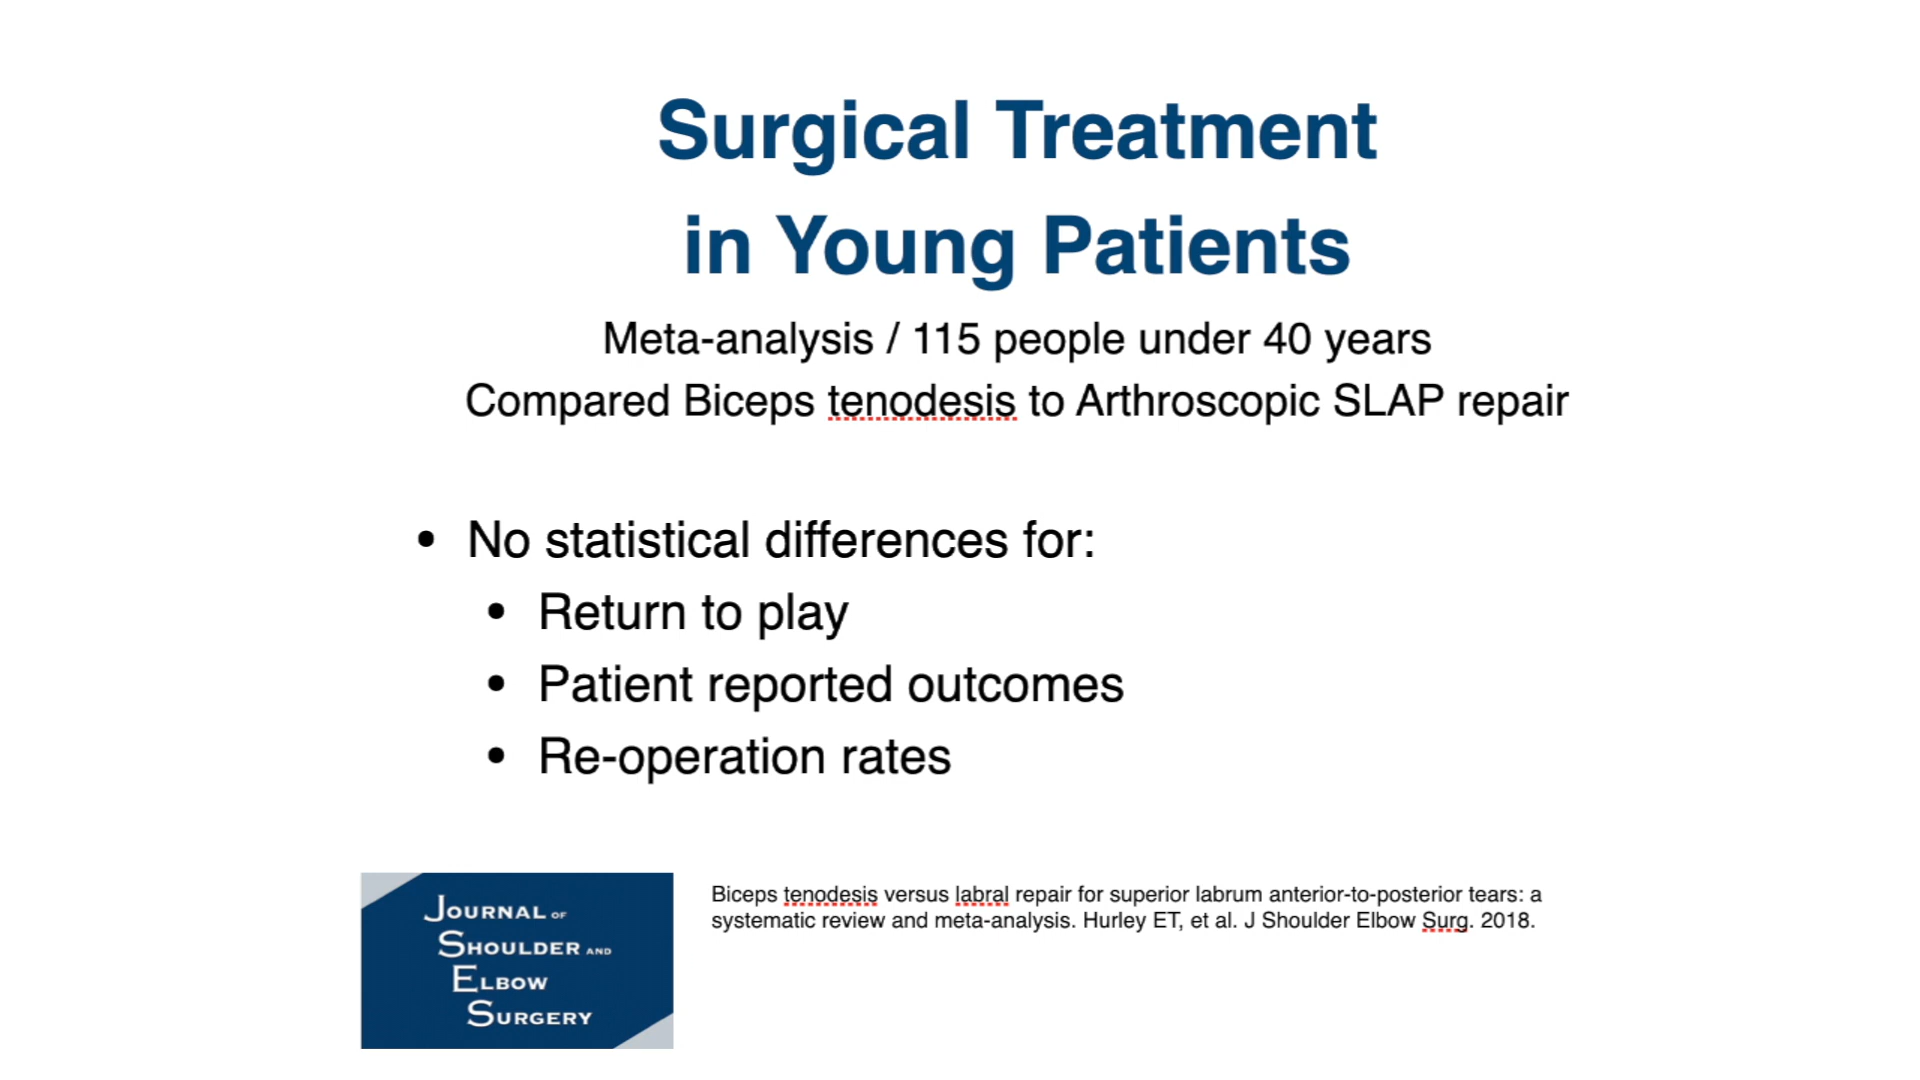 Surgical Treatment
in Young Patients
Meta-analysis / 115 people under 40 years
Compared Biceps tenodesis to Arthroscopic SLAP repair
• No statistical differences for:
• Return to play
• Patient reported outcomes
• Re-operation rates
JOURNAL OF
SHOULDER AND
ELBOW
SURGERY
Biceps tenodesis versus labral repair for superior labrum anterior-to-posterior tears: a
systematic review and meta-analysis. Hurley ET, et al. J Shoulder Elbow Surg. 2018.